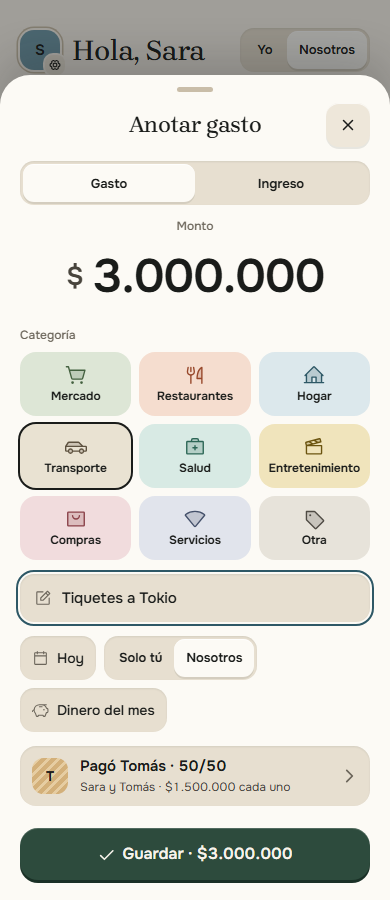 S
Hola, Sara
Yo
Nosotros
Anotar gasto
Gasto
Ingreso
Monto
$ 3.000.000
Categoría
Mercado
Restaurantes
Hogar
Transporte
Salud
Entretenimiento
Compras
Servicios
Otra
Tiquetes a Tokio
Hoy
Solo tú
Nosotros
Dinero del mes
T
Pagó Tomás · 50/50
Sara y Tomás · $1.500.000 cada uno
Guardar · $3.000.000